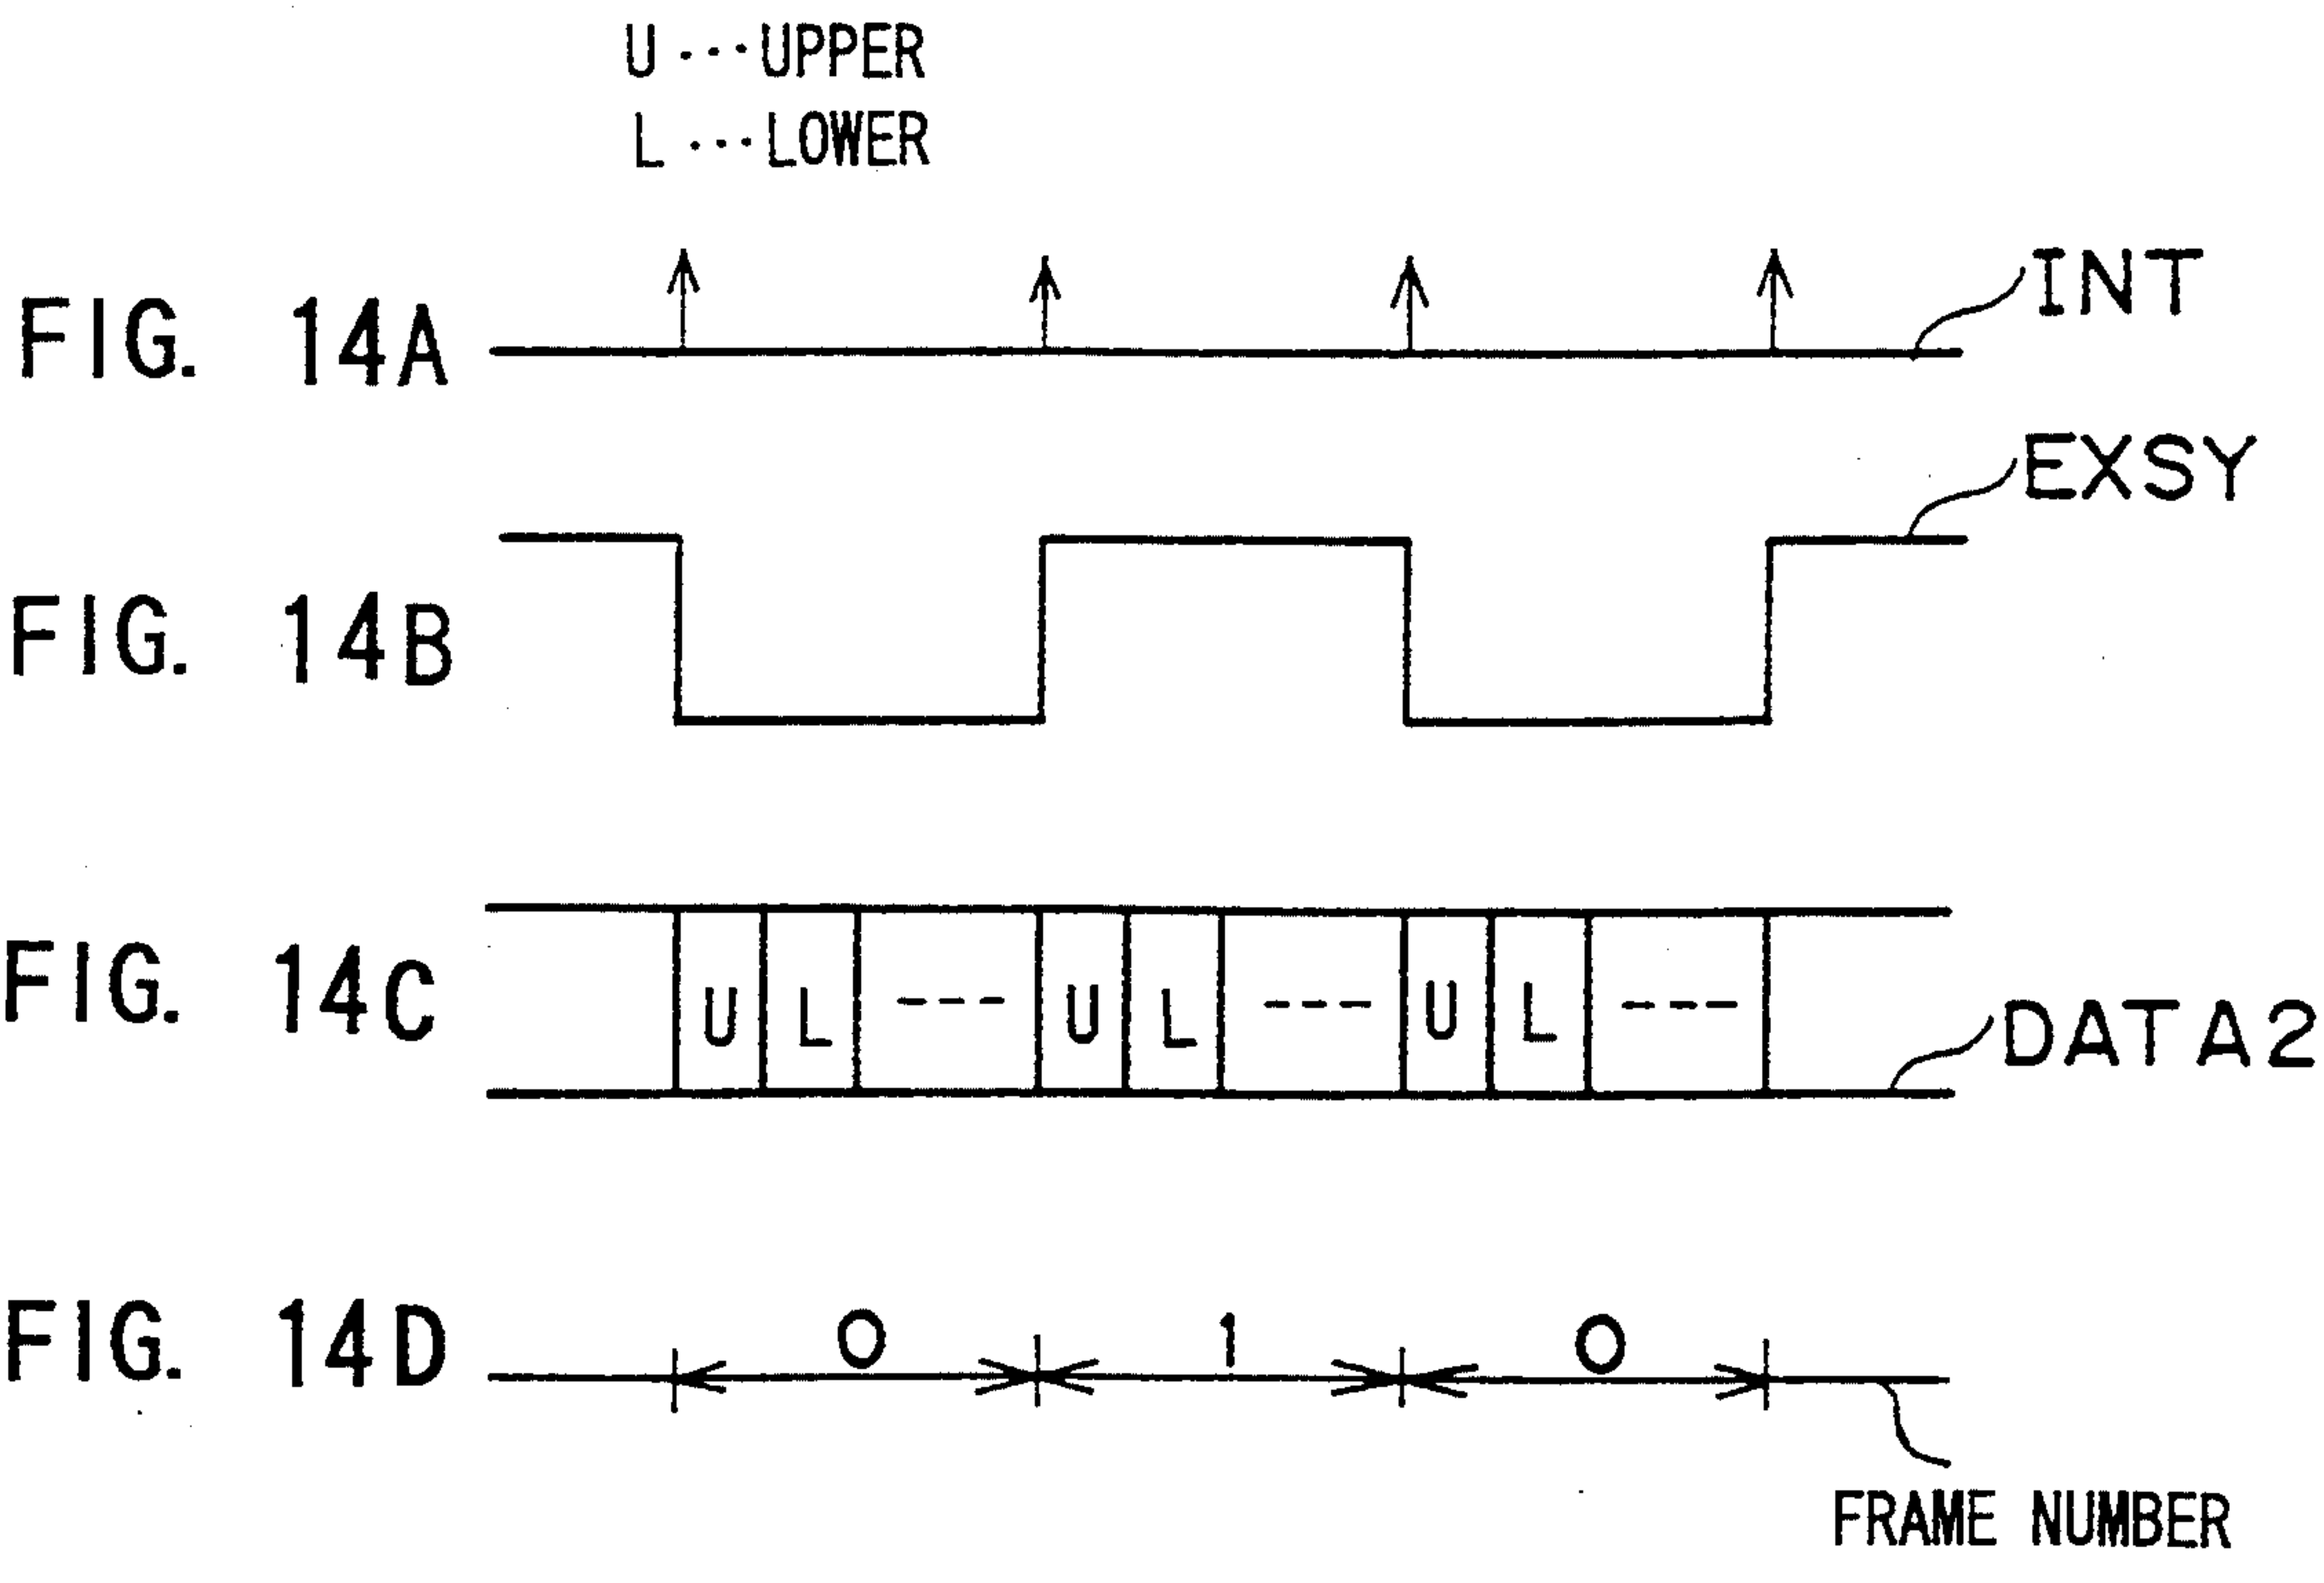 U ··· UPPER
L ··· LOWER
FIG. 14A
INT
FIG. 14B
EXSY
FIG. 14C
U L --- U L --- U L ---
DATA2
FIG. 14D
0 1 0
FRAME NUMBER